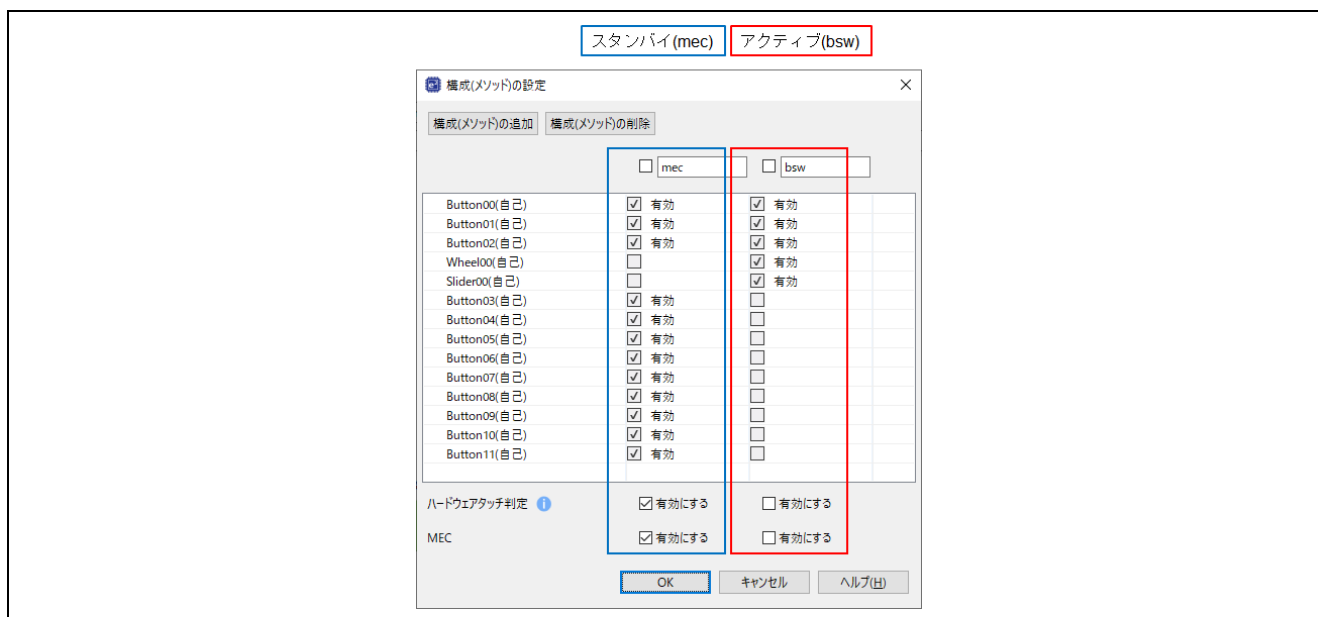 スタンバイ(mec) アクティブ(bsw)
構成(メソッド)の設定
構成(メソッド)の追加 構成(メソッド)の削除
mec bsw
Button00(自己) 有効 有効
Button01(自己) 有効 有効
Button02(自己) 有効 有効
Wheel00(自己) 有効
Slider00(自己) 有効
Button03(自己) 有効
Button04(自己) 有効
Button05(自己) 有効
Button06(自己) 有効
Button07(自己) 有効
Button08(自己) 有効
Button09(自己) 有効
Button10(自己) 有効
Button11(自己) 有効
ハードウェアタッチ判定 有効にする 有効にする
MEC 有効にする 有効にする
OK キャンセル ヘルプ(H)